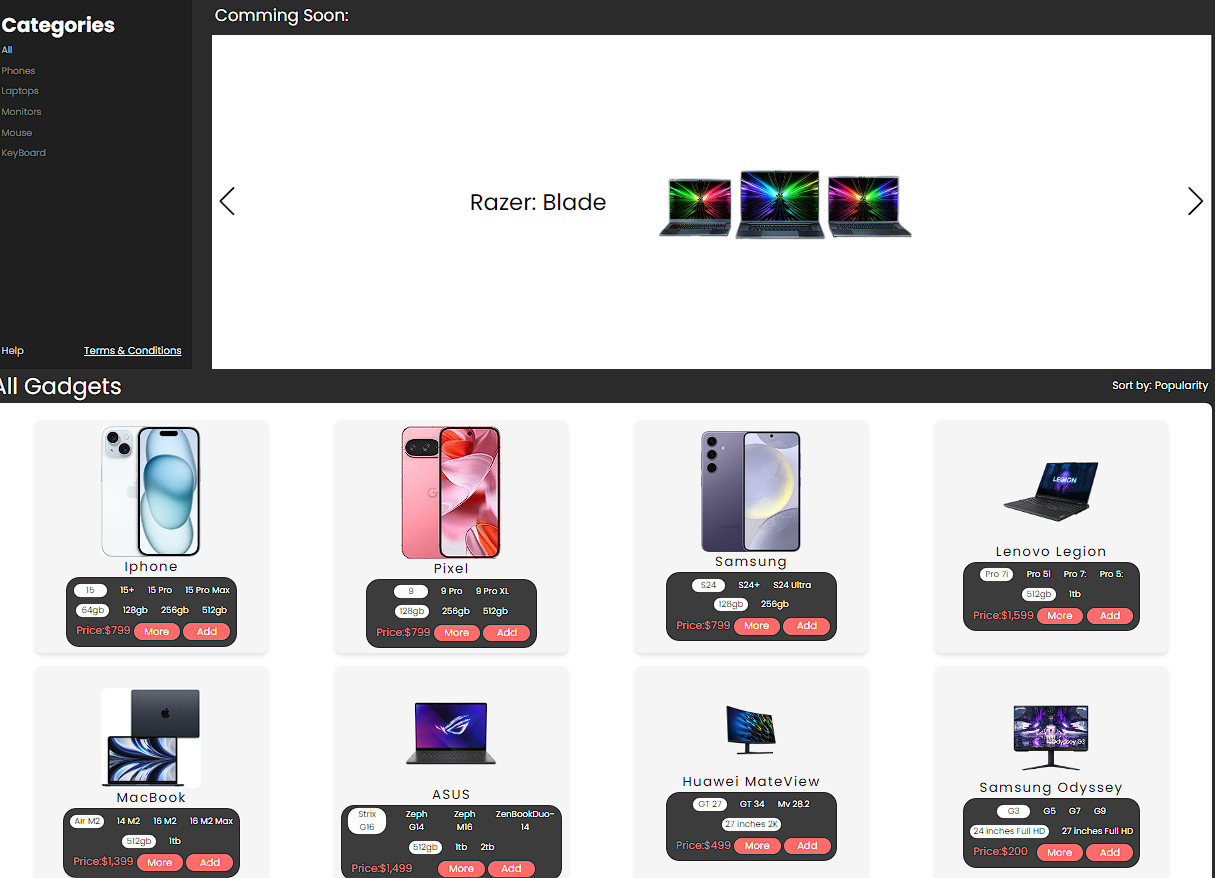 Categories
All
Phones
Laptops
Monitors
Mouse
KeyBoard
Help
Terms & Conditions
Comming Soon:
Razer: Blade
All Gadgets
Sort by: Popularity
Iphone
15 15+ 15 Pro 15 Pro Max
64gb 128gb 256gb 512gb
Price:$799 More Add
Pixel
9 9 Pro 9 Pro XL
128gb 256gb 512gb
Price:$799 More Add
Samsung
S24 S24+ S24 Ultra
128gb 256gb
Price:$799 More Add
LEGION
Lenovo Legion
Pro 7i Pro 5i Pro 7: Pro 5:
512gb 1tb
Price:$1,599 More Add
MacBook
Air M2 14 M2 16 M2 16 M2 Max
512gb 1tb
Price:$1,399 More Add
ASUS
Strix G16 Zeph G14 Zeph M16 ZenBookDuo-14
512gb 1tb 2tb
Price:$1,499 More Add
Huawei MateView
GT 27 GT 34 Mv 28.2
27 inches 2K
Price:$499 More Add
Odyssey G3
Samsung Odyssey
G3 G5 G7 G9
24 inches Full HD 27 inches Full HD
Price:$200 More Add